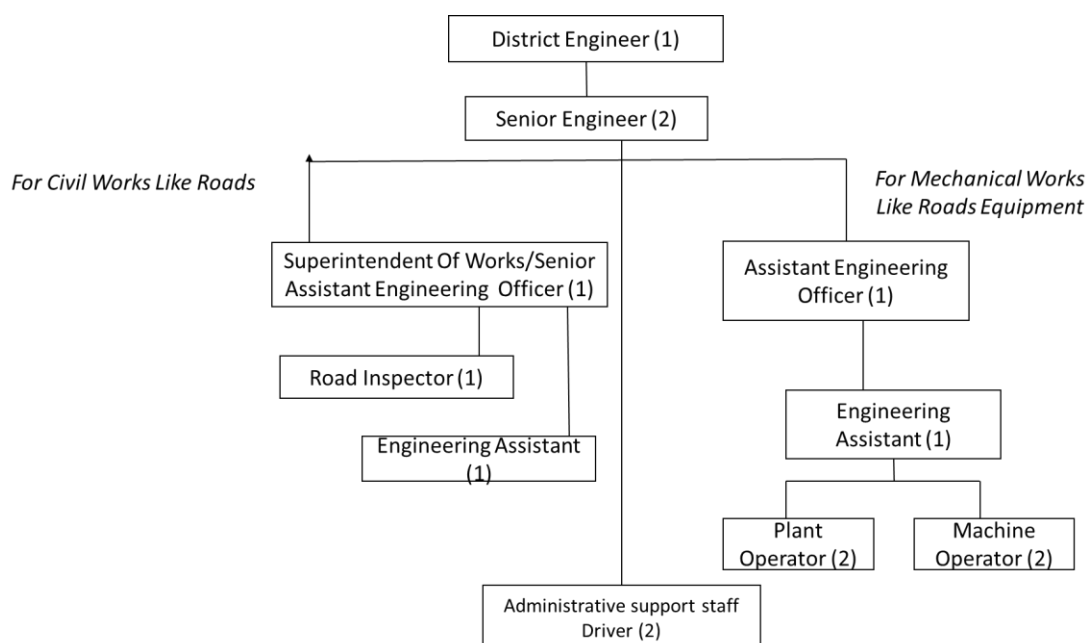 District Engineer (1)
Senior Engineer (2)
For Civil Works Like Roads
For Mechanical Works
Like Roads Equipment
Superintendent Of Works/Senior
Assistant Engineering Officer (1)
Assistant Engineering
Officer (1)
Road Inspector (1)
Engineering Assistant
(1)
Engineering
Assistant (1)
Plant
Operator (2)
Machine
Operator (2)
Administrative support staff
Driver (2)